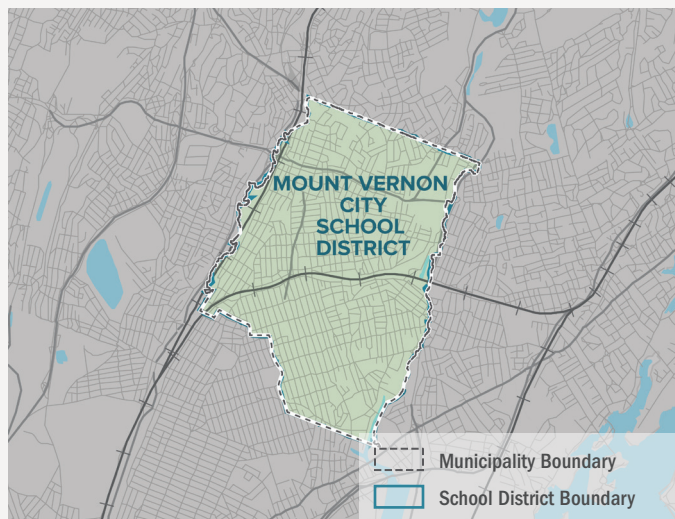 MOUNT VERNON
CITY
SCHOOL
DISTRICT
Municipality Boundary
School District Boundary